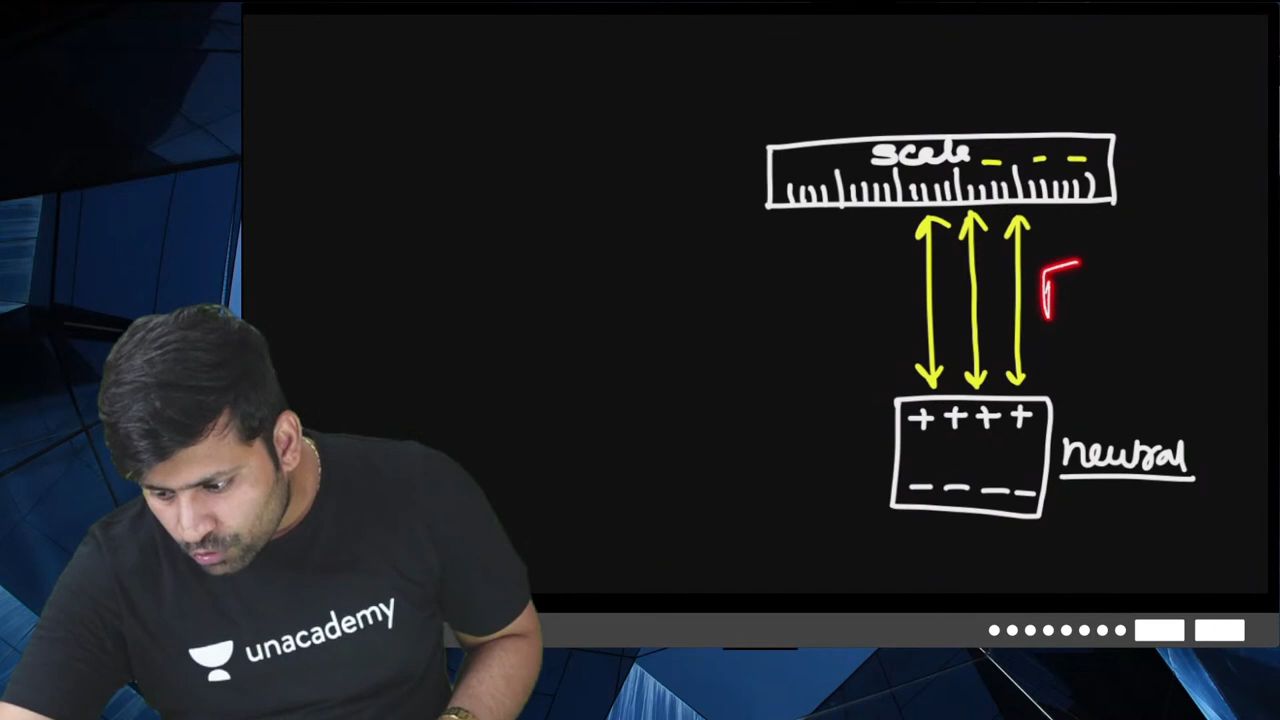 scale - - -
+ + + +
neutral
- - - -
unacademy